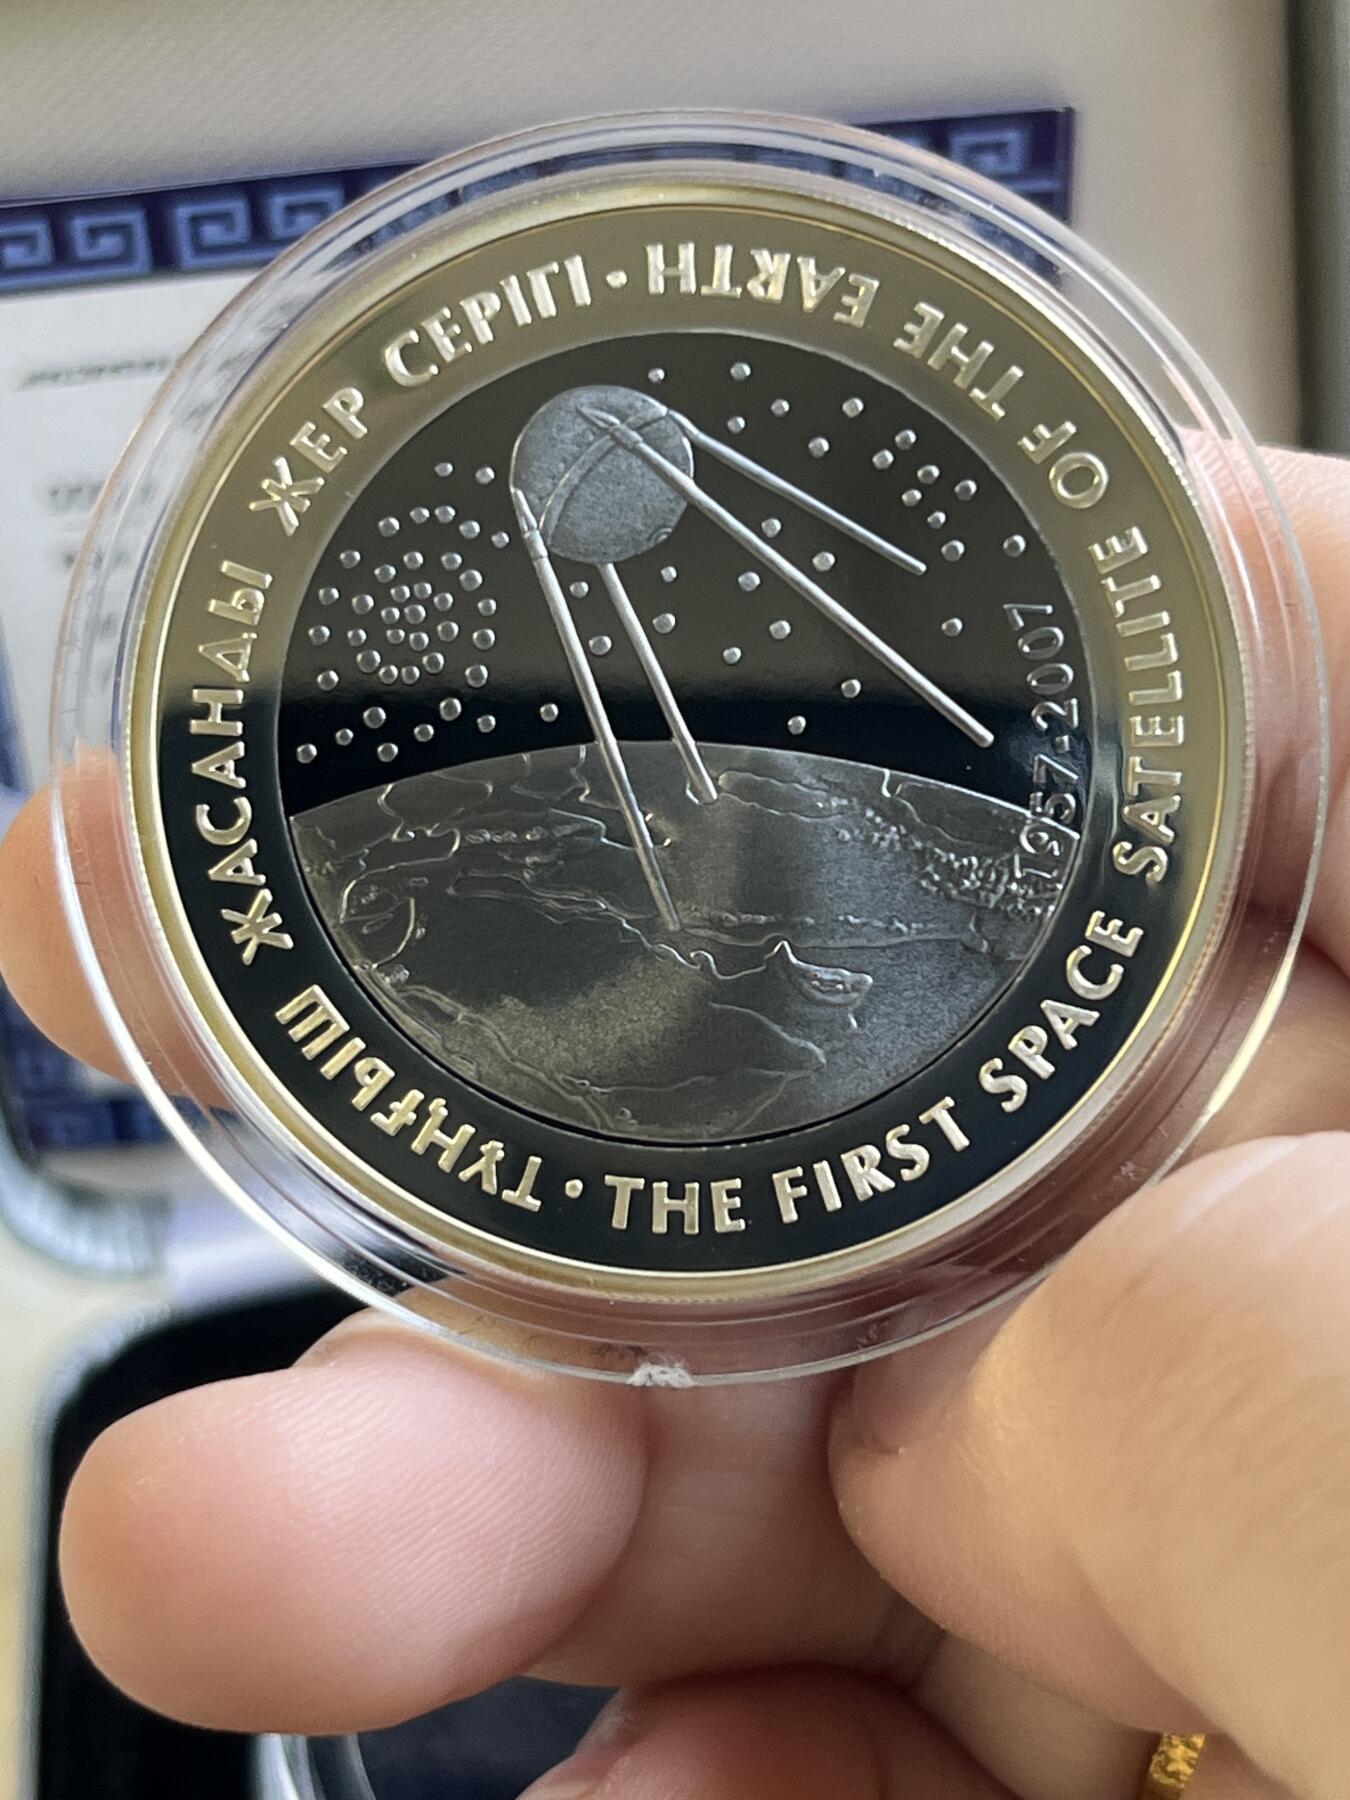 ТҰҢҒЫШ ЖАСАНДЫ ЖЕР СЕРІГІ •
THE FIRST SPACE SATELLITE OF THE EARTH •
1957-2007